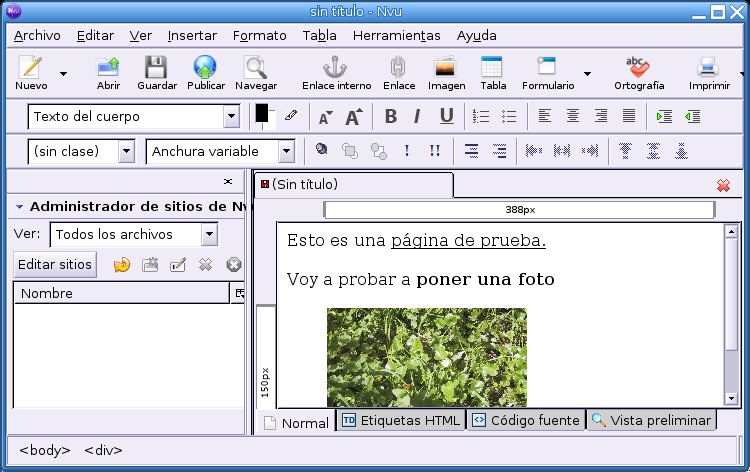 sin título - Nvu
Archivo Editar Ver Insertar Formato Tabla Herramientas Ayuda
Nuevo Abrir Guardar Publicar Navegar Enlace interno Enlace Imagen Tabla Formulario Ortografía Imprimir
Texto del cuerpo A A B I U
(sin clase) Anchura variable ! !!
(Sin título)
Administrador de sitios de Nv
388px
Ver: Todos los archivos
Esto es una página de prueba.
Editar sitios
Voy a probar a poner una foto
Nombre
150px
Normal TD Etiquetas HTML Código fuente Vista preliminar
<body> <div>